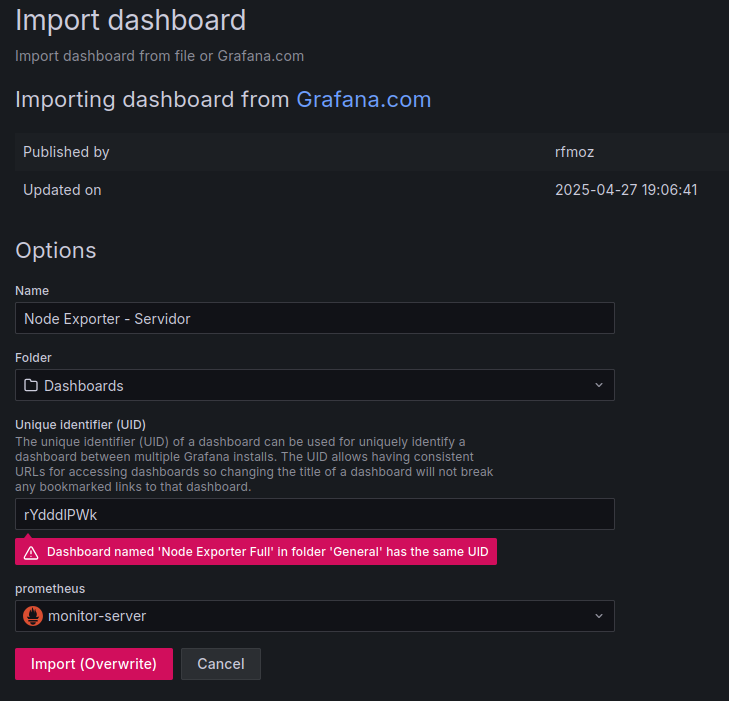 Import dashboard
Import dashboard from file or Grafana.com
Importing dashboard from Grafana.com
Published by rfmoz
Updated on 2025-04-27 19:06:41
Options
Name
Node Exporter - Servidor
Folder
Dashboards
Unique identifier (UID)
The unique identifier (UID) of a dashboard can be used for uniquely identify a
dashboard between multiple Grafana installs. The UID allows having consistent
URLs for accessing dashboards so changing the title of a dashboard will not break
any bookmarked links to that dashboard.
rYdddlPWk
Dashboard named 'Node Exporter Full' in folder 'General' has the same UID
prometheus
monitor-server
Import (Overwrite) Cancel